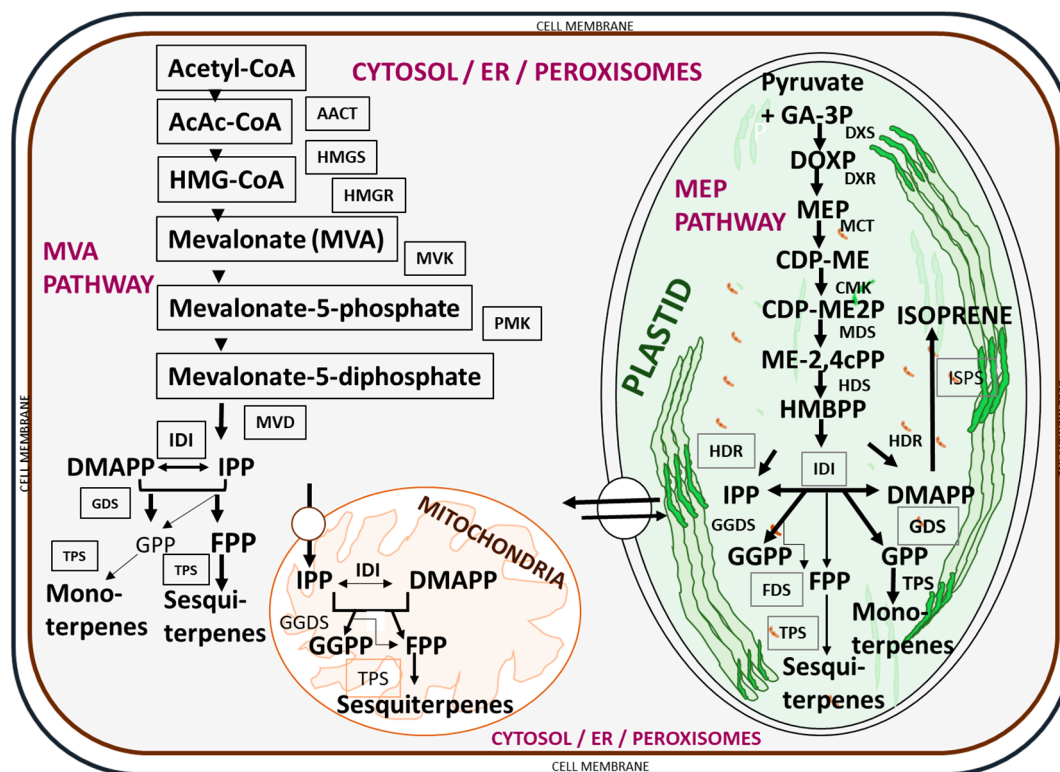 CELL MEMBRANE
CYTOSOL / ER / PEROXISOMES
Acetyl-CoA
AcAc-CoA
AACT
HMG-CoA
HMGS
HMGR
MVA
PATHWAY
Mevalonate (MVA)
MVK
Mevalonate-5-phosphate
PMK
Mevalonate-5-diphosphate
MVD
CELL MEMBRANE
IDI
DMAPP
IPP
GDS
TPS
GPP
TPS
FPP
Mono-
terpenes
Sesqui-
terpenes
MITOCHONDRIA
IPP
IDI
DMAPP
GGDS
GGPP
FPP
TPS
Sesquiterpenes
PLASTID
MEP
PATHWAY
Pyruvate
+ GA-3P
P
DXS
DOXP
DXR
MEP
MCT
CDP-ME
CMK
CDP-ME2P
MDS
ME-2,4cPP
HDS
HMBPP
ISOPRENE
ISPS
HDR
HDR
IDI
IPP
DMAPP
GGDS
GDS
GGPP
FDS
FPP
GPP
TPS
TPS
Mono-
terpenes
Sesqui-
terpenes
CYTOSOL / ER / PEROXISOMES
CELL MEMBRANE